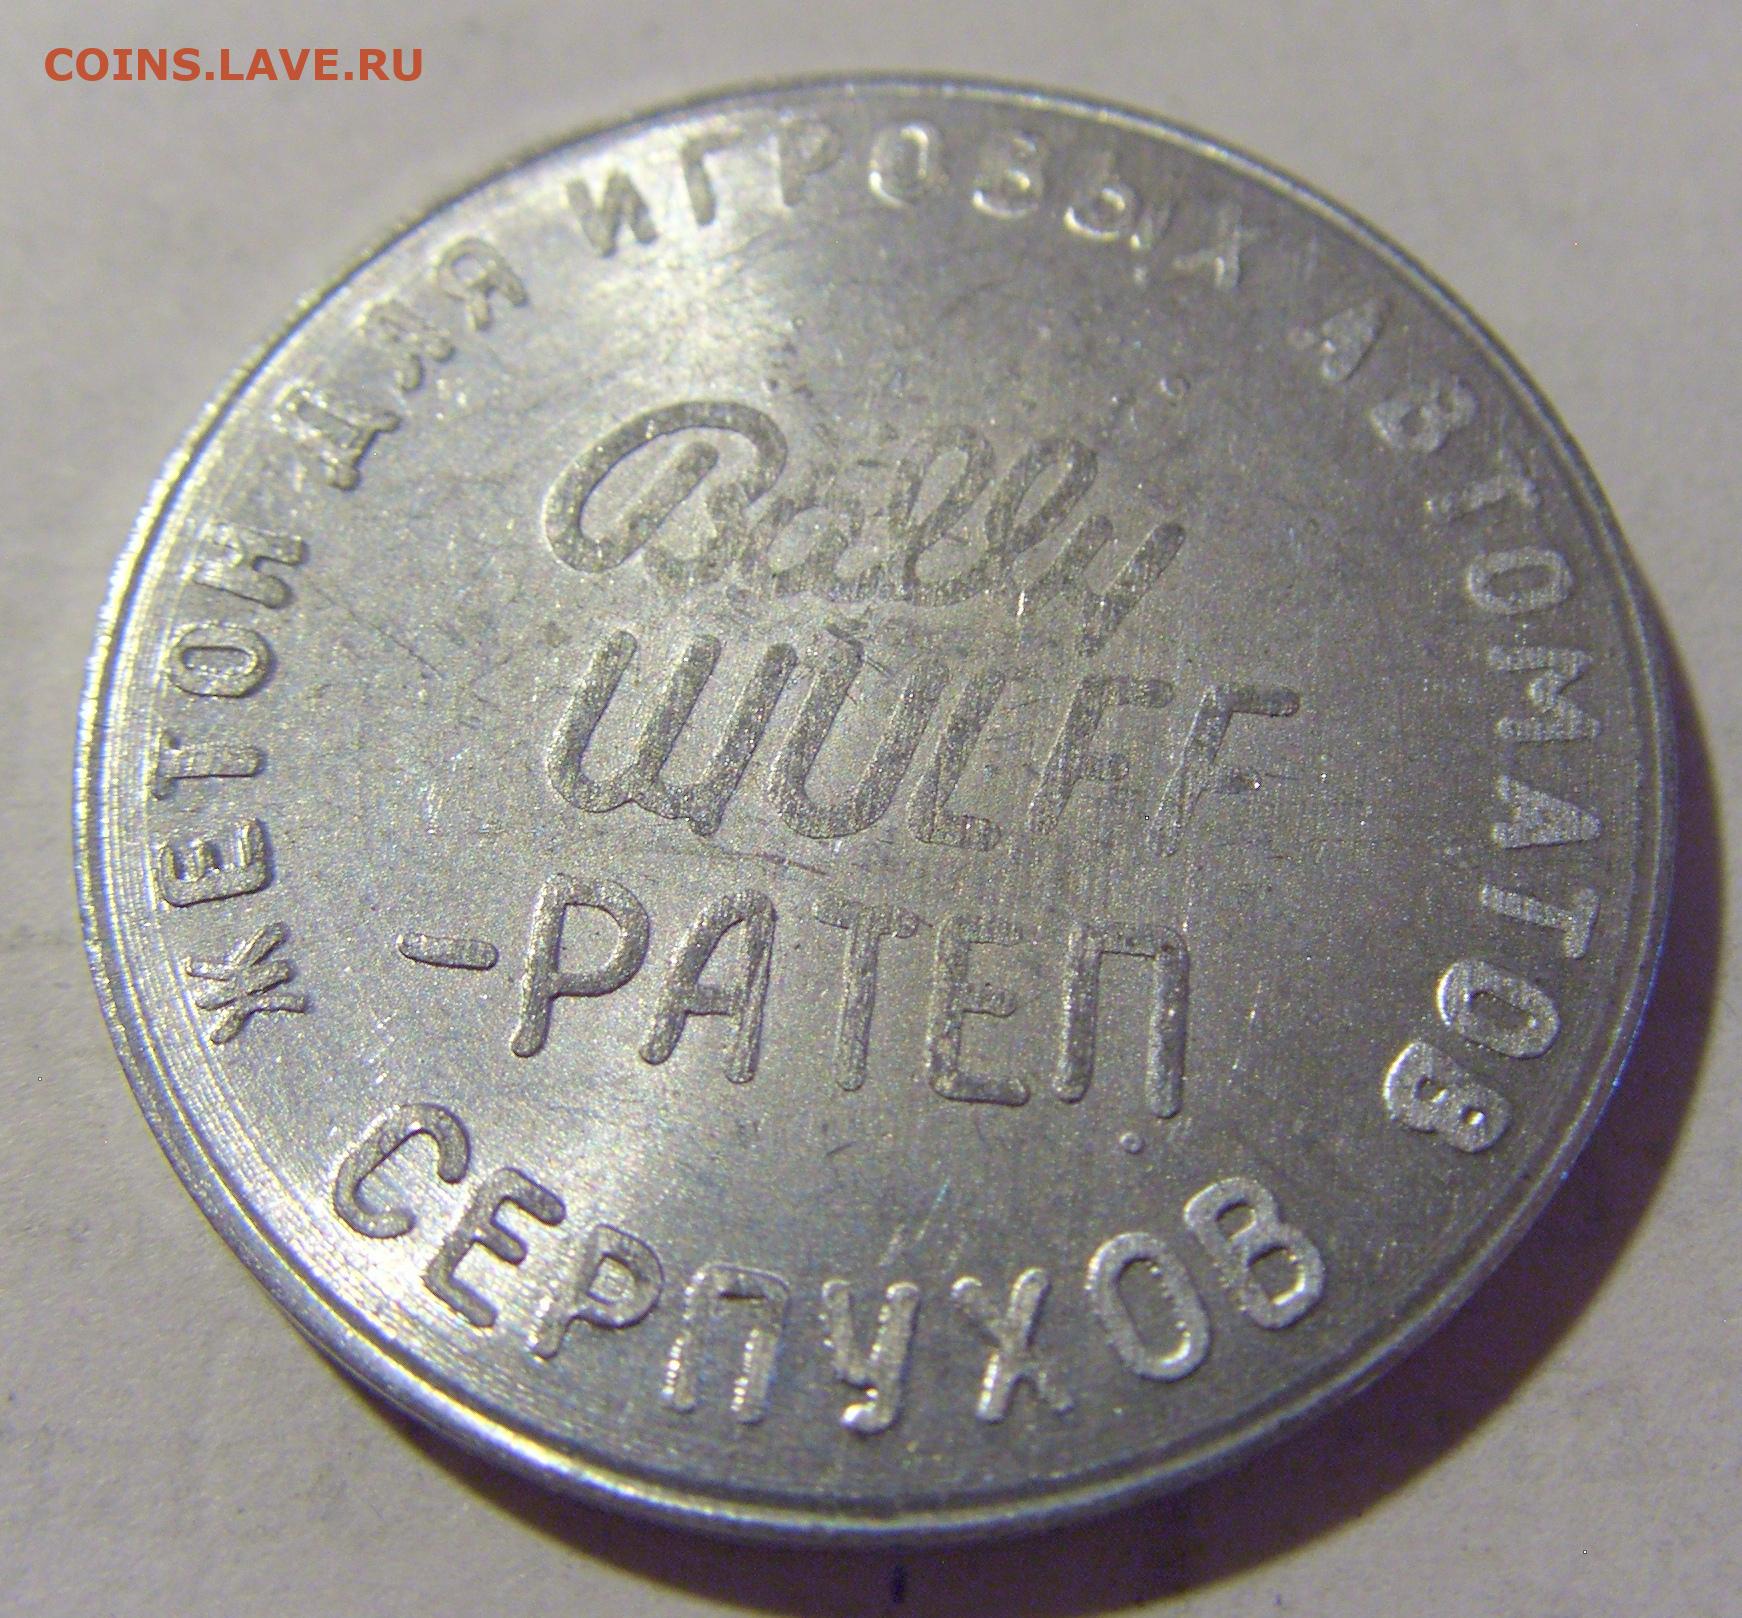 COINS.LAVE.RU
ЖЕТОН ДЛЯ ИГРОВЫХ АВТОМАТОВ
Bally
WULFF
-РАТЕП
СЕРПУХОВ